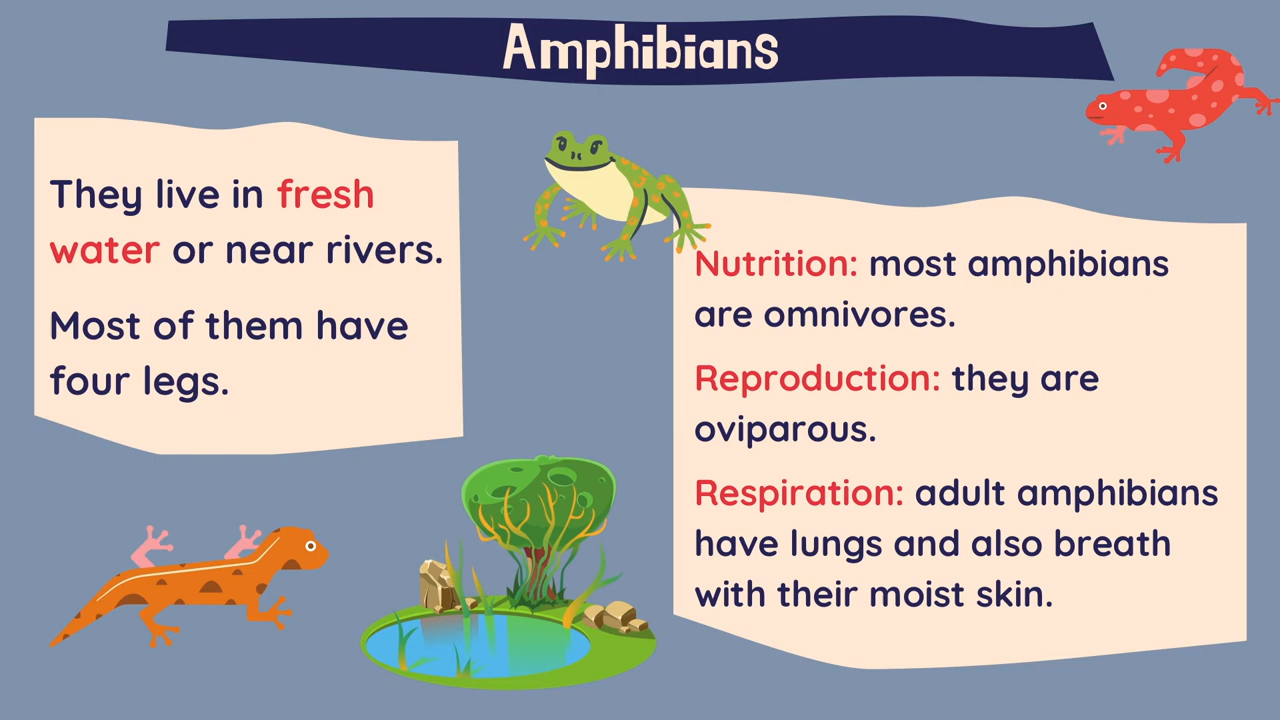 Amphibians
They live in fresh
water or near rivers.
Most of them have
four legs.
Nutrition: most amphibians
are omnivores.
Reproduction: they are
oviparous.
Respiration: adult amphibians
have lungs and also breath
with their moist skin.